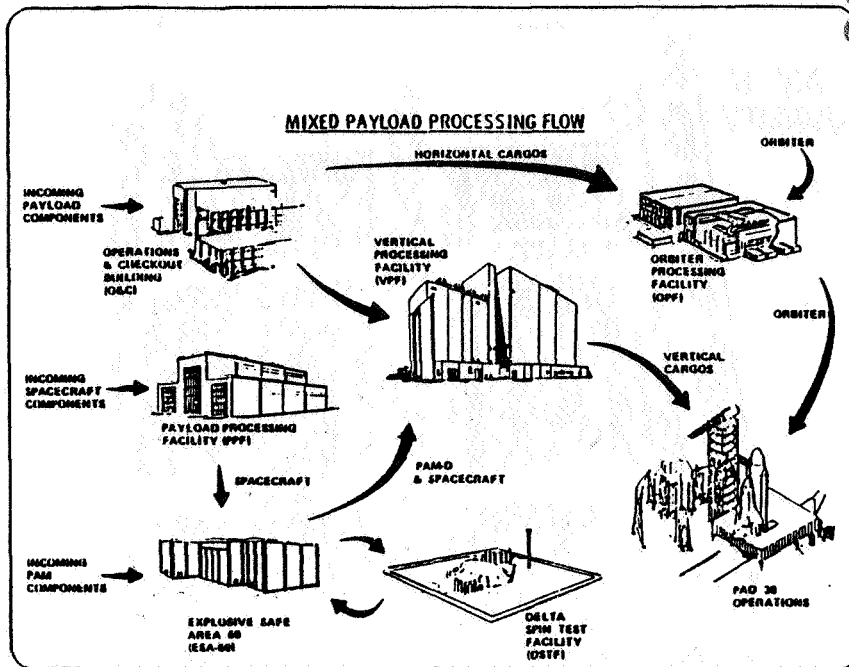 MIXED PAYLOAD PROCESSING FLOW
HORIZONTAL CARGOS
ORBITER
INCOMING
PAYLOAD
COMPONENTS
OPERATIONS
& CHECKOUT
BUILDING
(O&C)
VERTICAL
PROCESSING
FACILITY
(VPF)
ORBITER
PROCESSING
FACILITY
(OPF)
ORBITER
INCOMING
SPACECRAFT
COMPONENTS
PAYLOAD PROCESSING
FACILITY (PPF)
VERTICAL
CARGOS
SPACECRAFT
PAM-D
& SPACECRAFT
INCOMING
PAM
COMPONENTS
EXPLOSIVE SAFE
AREA 60
(ESA-60)
DELTA
SPIN TEST
FACILITY
(DSTF)
PAD 39
OPERATIONS